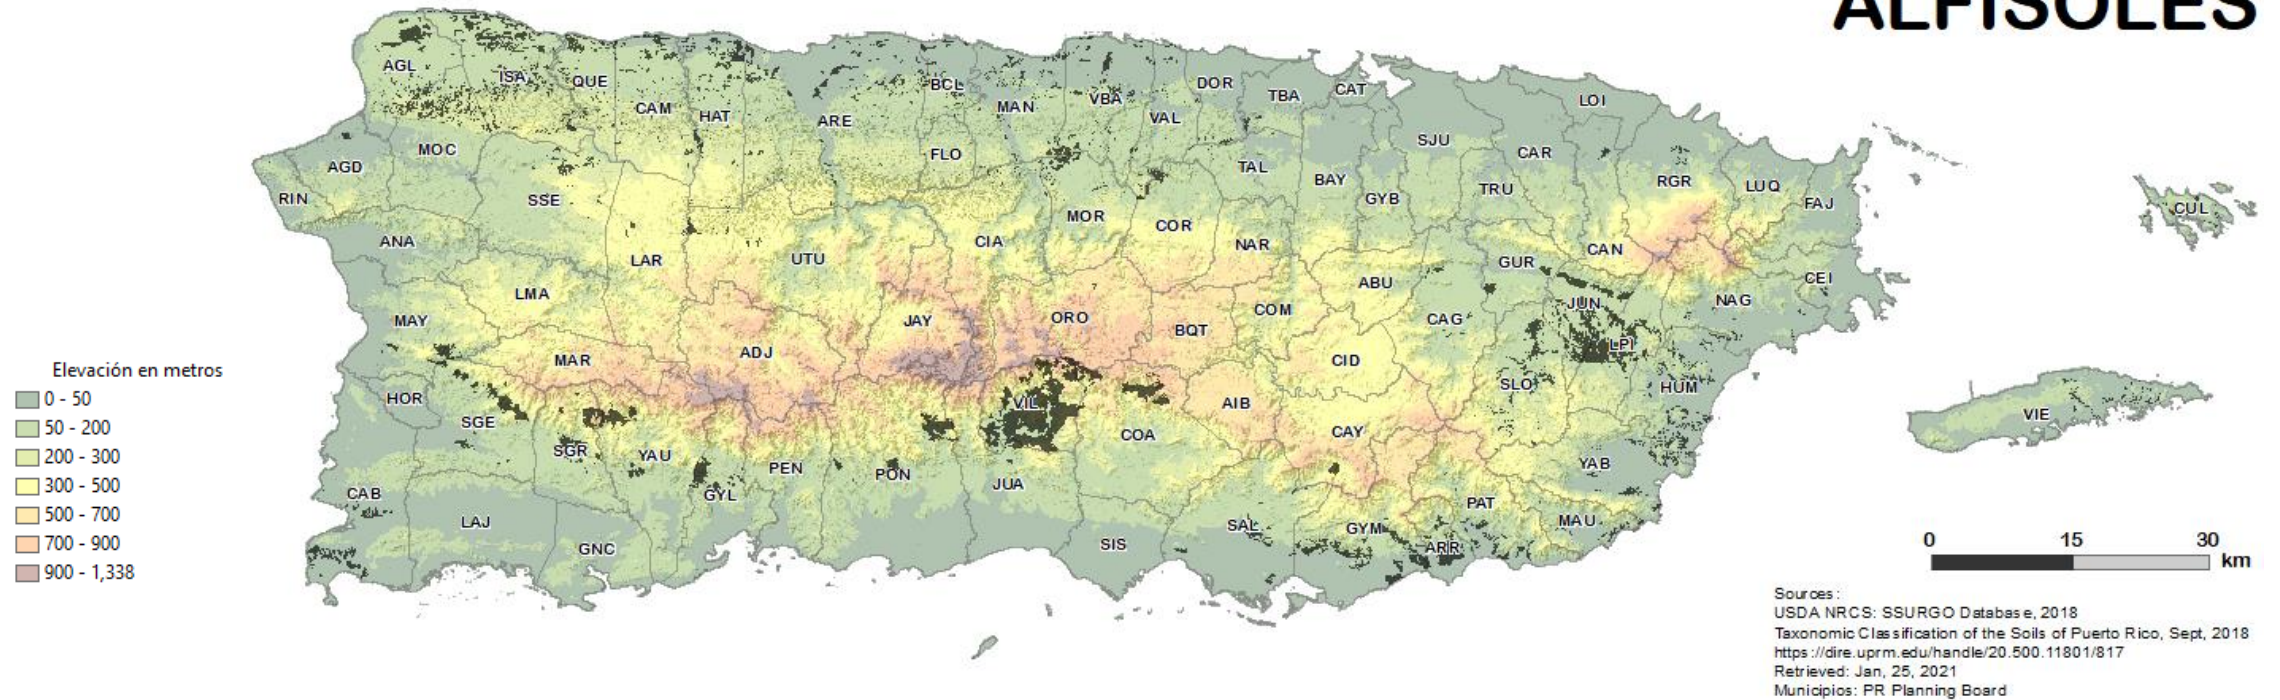 ALFISOLES
AGL
ISA
QUE
CAM
HAT
ARE
BCL
MAN
VBA
VAL
DOR
TBA
CAT
LOI
SJU
CAR
AGD
MOC
FLO
TAL
BAY
GYB
TRU
RGR
LUQ
FAJ
CUL
RIN
SSE
MOR
COR
NAR
ANA
LAR
UTU
CIA
ABU
GUR
CAN
CEI
LMA
MAY
JAY
ORO
BQT
COM
CAG
JUN
NAG
MAR
ADJ
CID
LPI
HUM
SLO
HOR
SGE
VIL
AIB
COA
CAY
VIE
SGR
YAU
PEN
PON
JUA
YAB
CAB
GYL
LAJ
GNC
SIS
SAL
GYM
ARR
PAT
MAU
Elevación en metros
0 - 50
50 - 200
200 - 300
300 - 500
500 - 700
700 - 900
900 - 1,338
0 15 30
km
Sources:
USDA NRCS: SSURGO Database, 2018
Taxonomic Classification of the Soils of Puerto Rico, Sept, 2018
https://dire.uprm.edu/handle/20.500.11801/817
Retrieved: Jan, 25, 2021
Municipios: PR Planning Board